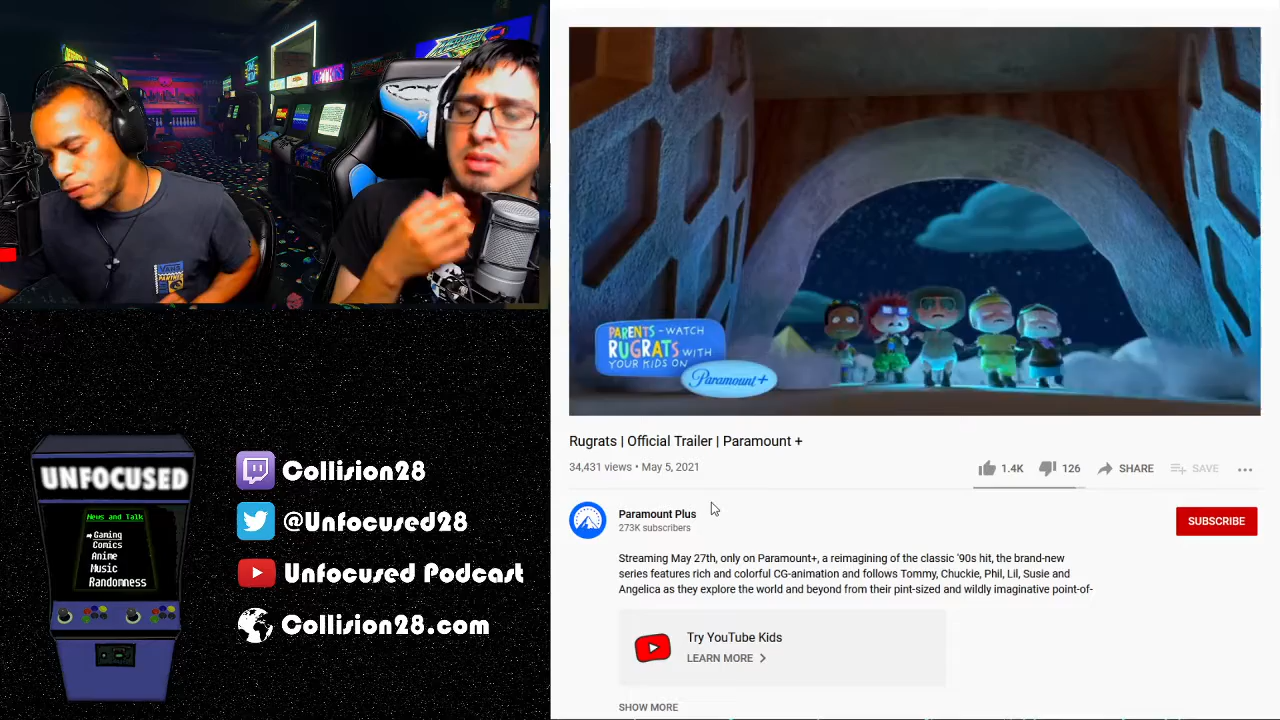 TETRIS
PARENTS - WATCH
RUGRATS WITH
YOUR KIDS ON
Paramount+
Rugrats | Official Trailer | Paramount +
34,431 views • May 5, 2021
1.4K
126
SHARE
SAVE
Paramount Plus
273K subscribers
SUBSCRIBE
Streaming May 27th, only on Paramount+, a reimagining of the classic '90s hit, the brand-new
series features rich and colorful CG-animation and follows Tommy, Chuckie, Phil, Lil, Susie and
Angelica as they explore the world and beyond from their pint-sized and wildly imaginative point-of-
Try YouTube Kids
LEARN MORE
SHOW MORE
UNFOCUSED
News and Talk
Gaming
Comics
Anime
Music
Randomness
Collision28
@Unfocused28
Unfocused Podcast
Collision28.com